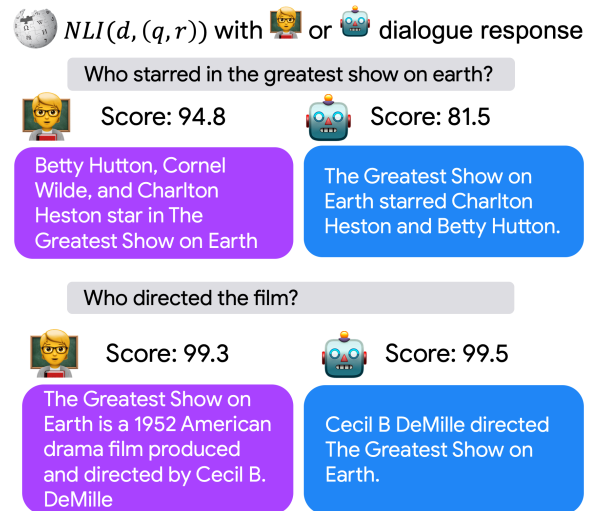 NLI(d, (q, r)) with or dialogue response
Who starred in the greatest show on earth?
Score: 94.8
Score: 81.5
Betty Hutton, Cornel
Wilde, and Charlton
Heston star in The
Greatest Show on Earth
The Greatest Show on
Earth starred Charlton
Heston and Betty Hutton.
Who directed the film?
Score: 99.3
Score: 99.5
The Greatest Show on
Earth is a 1952 American
drama film produced
and directed by Cecil B.
DeMille
Cecil B DeMille directed
The Greatest Show on
Earth.